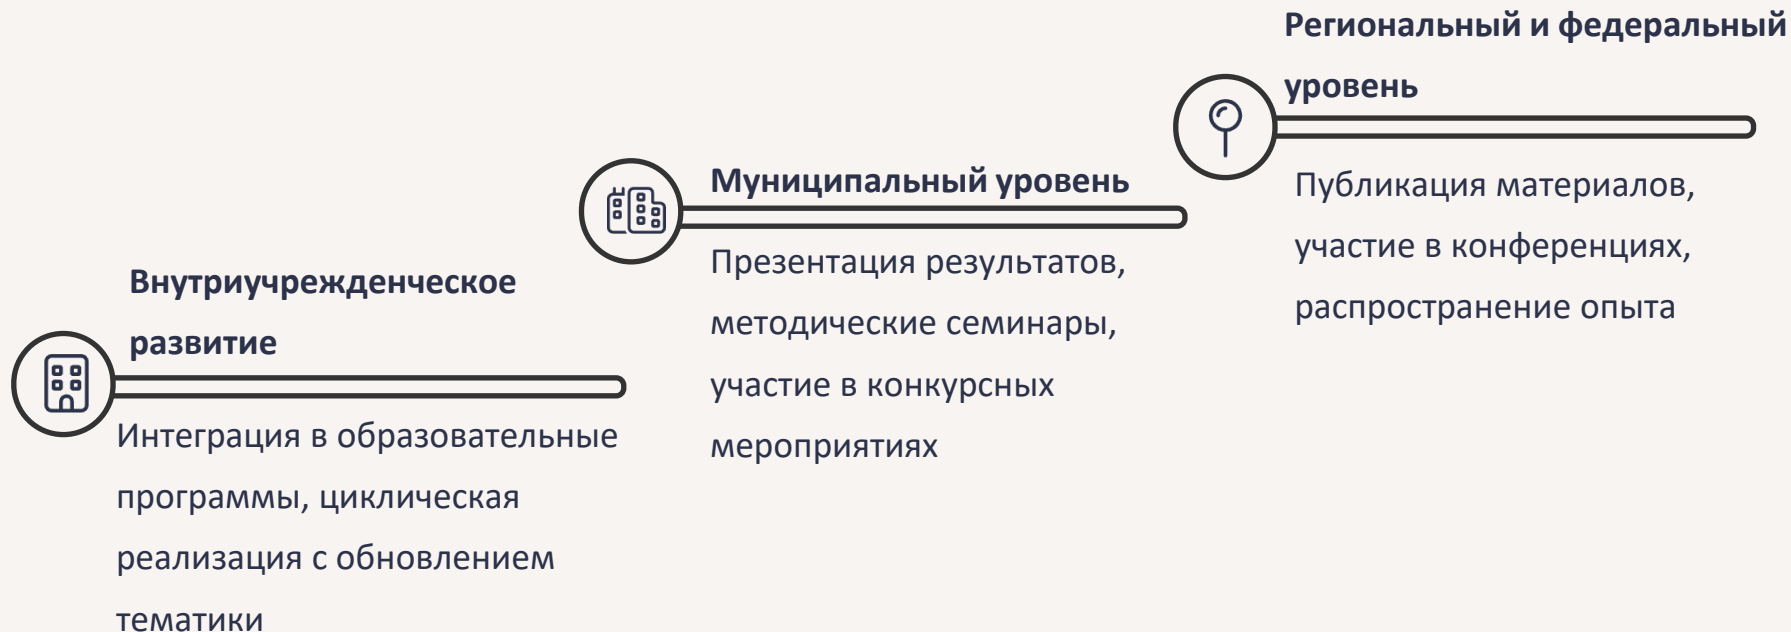 Внутриучрежденческое
развитие
Интеграция в образовательные
программы, циклическая
реализация с обновлением
тематики
Муниципальный уровень
Презентация результатов,
методические семинары,
участие в конкурсных
мероприятиях
Региональный и федеральный
уровень
Публикация материалов,
участие в конференциях,
распространение опыта